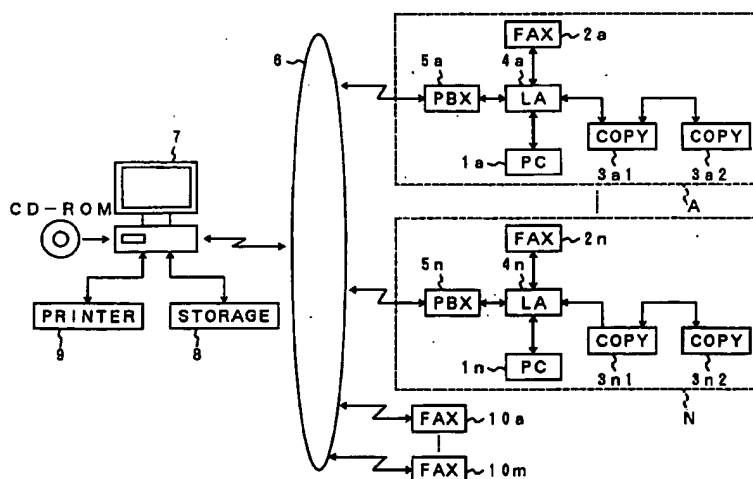 7
CD-ROM
PRINTER
9
STORAGE
8
6
FAX
2a
5a
4a
PBX
LA
COPY
COPY
1a
PC
3a1
3a2
A
FAX
2n
5n
4n
PBX
LA
COPY
COPY
1n
PC
3n1
3n2
N
FAX
10a
FAX
10m